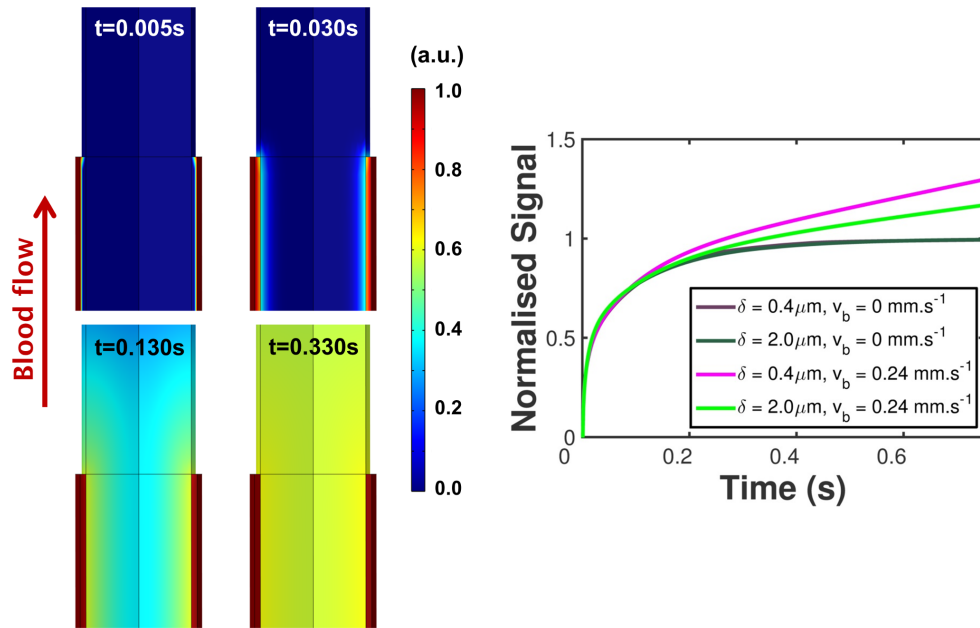 t=0.005s
t=0.030s
(a.u.)
1.0
0.8
0.6
0.4
0.2
0.0
Blood flow
t=0.130s
t=0.330s
Normalised Signal
1.5
1
0.5
0
0
0.2
0.4
0.6
Time (s)
δ = 0.4μm, v_b = 0 mm.s⁻¹
δ = 2.0μm, v_b = 0 mm.s⁻¹
δ = 0.4μm, v_b = 0.24 mm.s⁻¹
δ = 2.0μm, v_b = 0.24 mm.s⁻¹